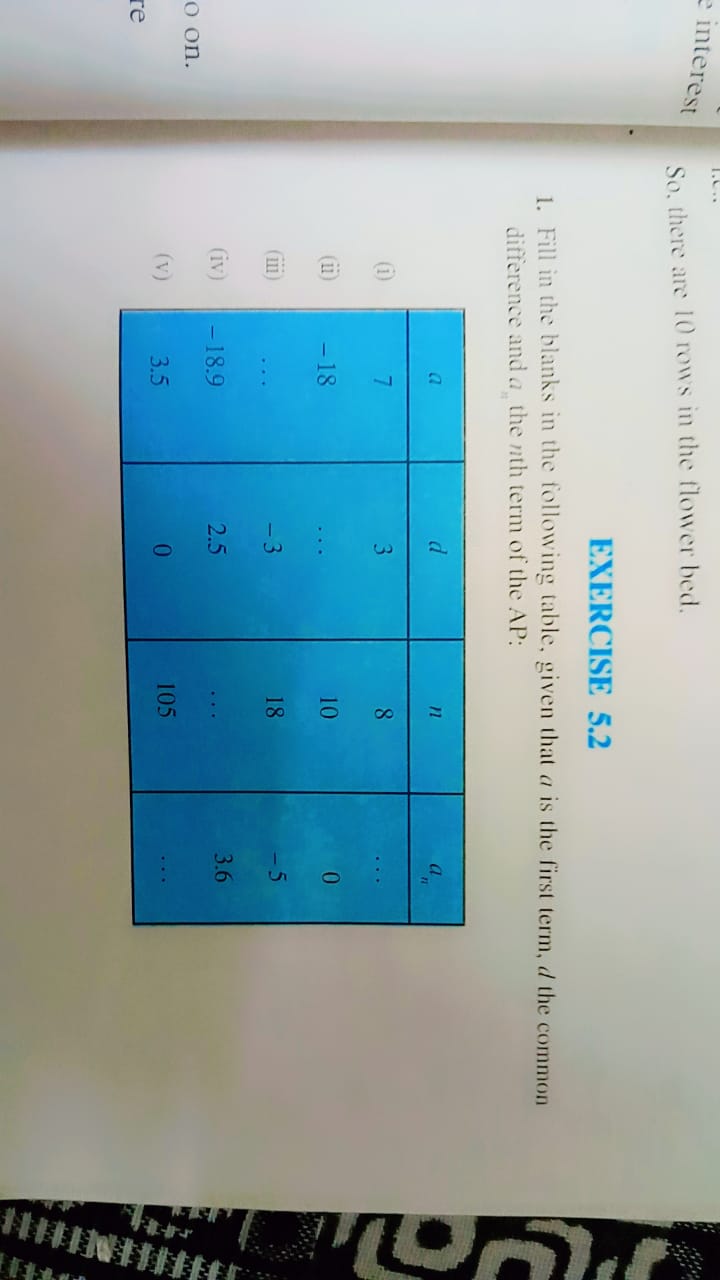 e interest
o on.
re
So, there are 10 rows in the flower bed.
EXERCISE 5.2
1. Fill in the blanks in the following table, given that a is the first term, d the common
difference and aₙ the nth term of the AP:
a d n aₙ
(i) 7 3 8 . . .
(ii) – 18 . . . 10 0
(iii) . . . – 3 18 – 5
(iv) – 18.9 2.5 . . . 3.6
(v) 3.5 0 105 . . .